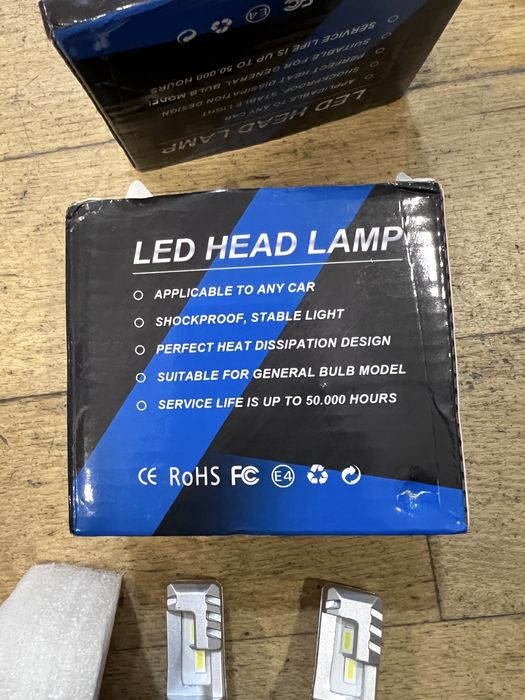 SERVICE LIFE IS UP TO 50.000 HOURS
SUITABLE FOR GENERAL BULB MODEL
PERFECT HEAT DISSIPATION DESIGN
SHOCKPROOF, STABLE LIGHT
APPLICABLE TO ANY CAR
LED HEAD LAMP
FC E4
LED HEAD LAMP
APPLICABLE TO ANY CAR
SHOCKPROOF, STABLE LIGHT
PERFECT HEAT DISSIPATION DESIGN
SUITABLE FOR GENERAL BULB MODEL
SERVICE LIFE IS UP TO 50.000 HOURS
CE RoHS FC E4